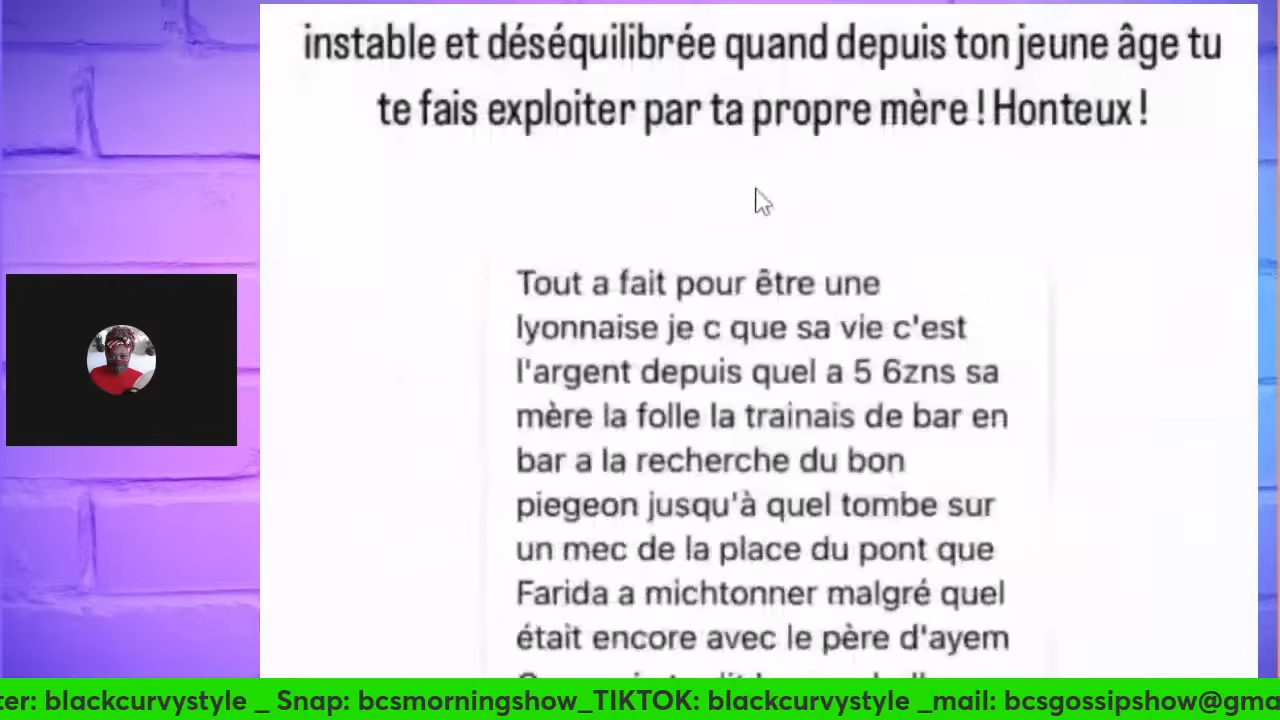 instable et déséquilibrée quand depuis ton jeune âge tu
te fais exploiter par ta propre mère ! Honteux !
Tout a fait pour être une
lyonnaise je c que sa vie c'est
l'argent depuis quel a 5 6zns sa
mère la folle la trainais de bar en
bar a la recherche du bon
piegeon jusqu'à quel tombe sur
un mec de la place du pont que
Farida a michtonner malgré quel
était encore avec le père d'ayem
ter: blackcurvystyle _ Snap: bcsmorningshow_TIKTOK: blackcurvystyle _mail: bcsgossipshow@gma